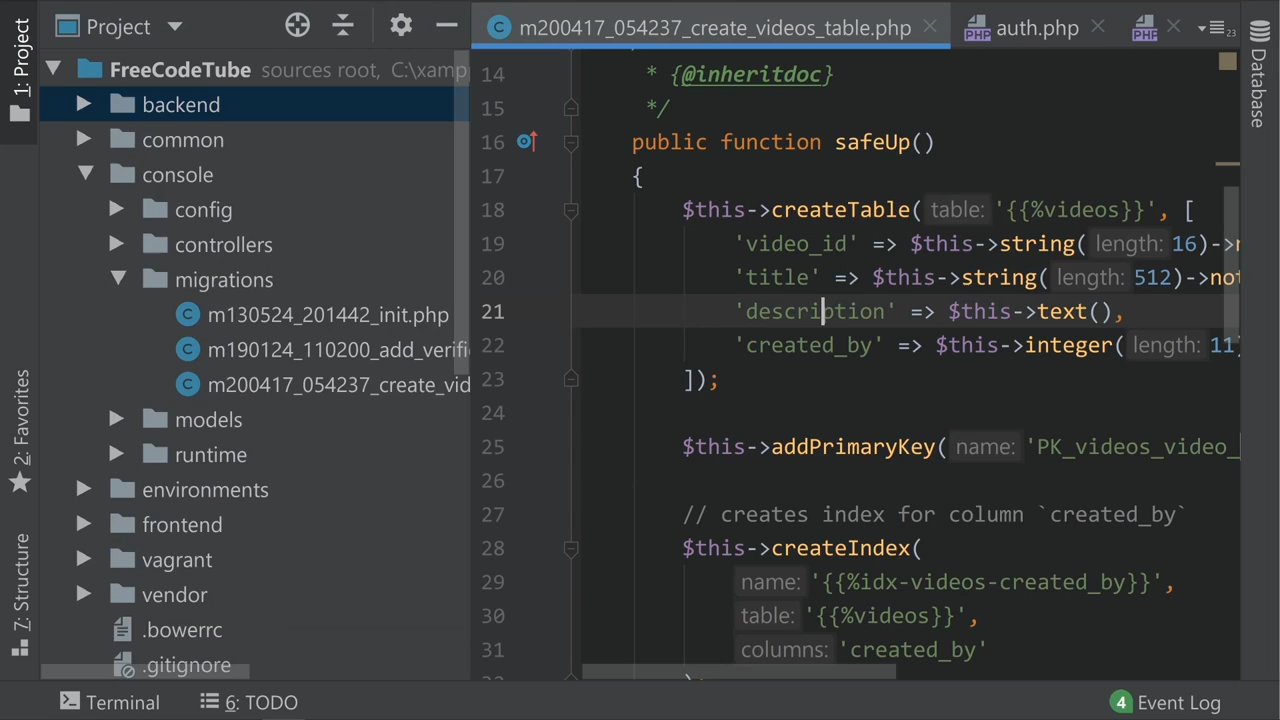 1: Project
2: Favorites
7: Structure
Project
FreeCodeTube sources root, C:\xampp
backend
common
console
config
controllers
migrations
m130524_201442_init.php
m190124_110200_add_verifi
m200417_054237_create_vid
models
runtime
environments
frontend
vagrant
vendor
.bowerrc
.gitignore
m200417_054237_create_videos_table.php
auth.php
23
14 * {@inheritdoc}
15 */
16 public function safeUp()
17 {
18 $this->createTable( table: '{{%videos}}', [
19 'video_id' => $this->string( length: 16)->n
20 'title' => $this->string( length: 512)->not
21 'description' => $this->text(),
22 'created_by' => $this->integer( length: 11)
23 ]);
24
25 $this->addPrimaryKey( name: 'PK_videos_video_
26
27 // creates index for column `created_by`
28 $this->createIndex(
29 name: '{{%idx-videos-created_by}}',
30 table: '{{%videos}}',
31 columns: 'created_by'
Database
Terminal
6: TODO
4 Event Log